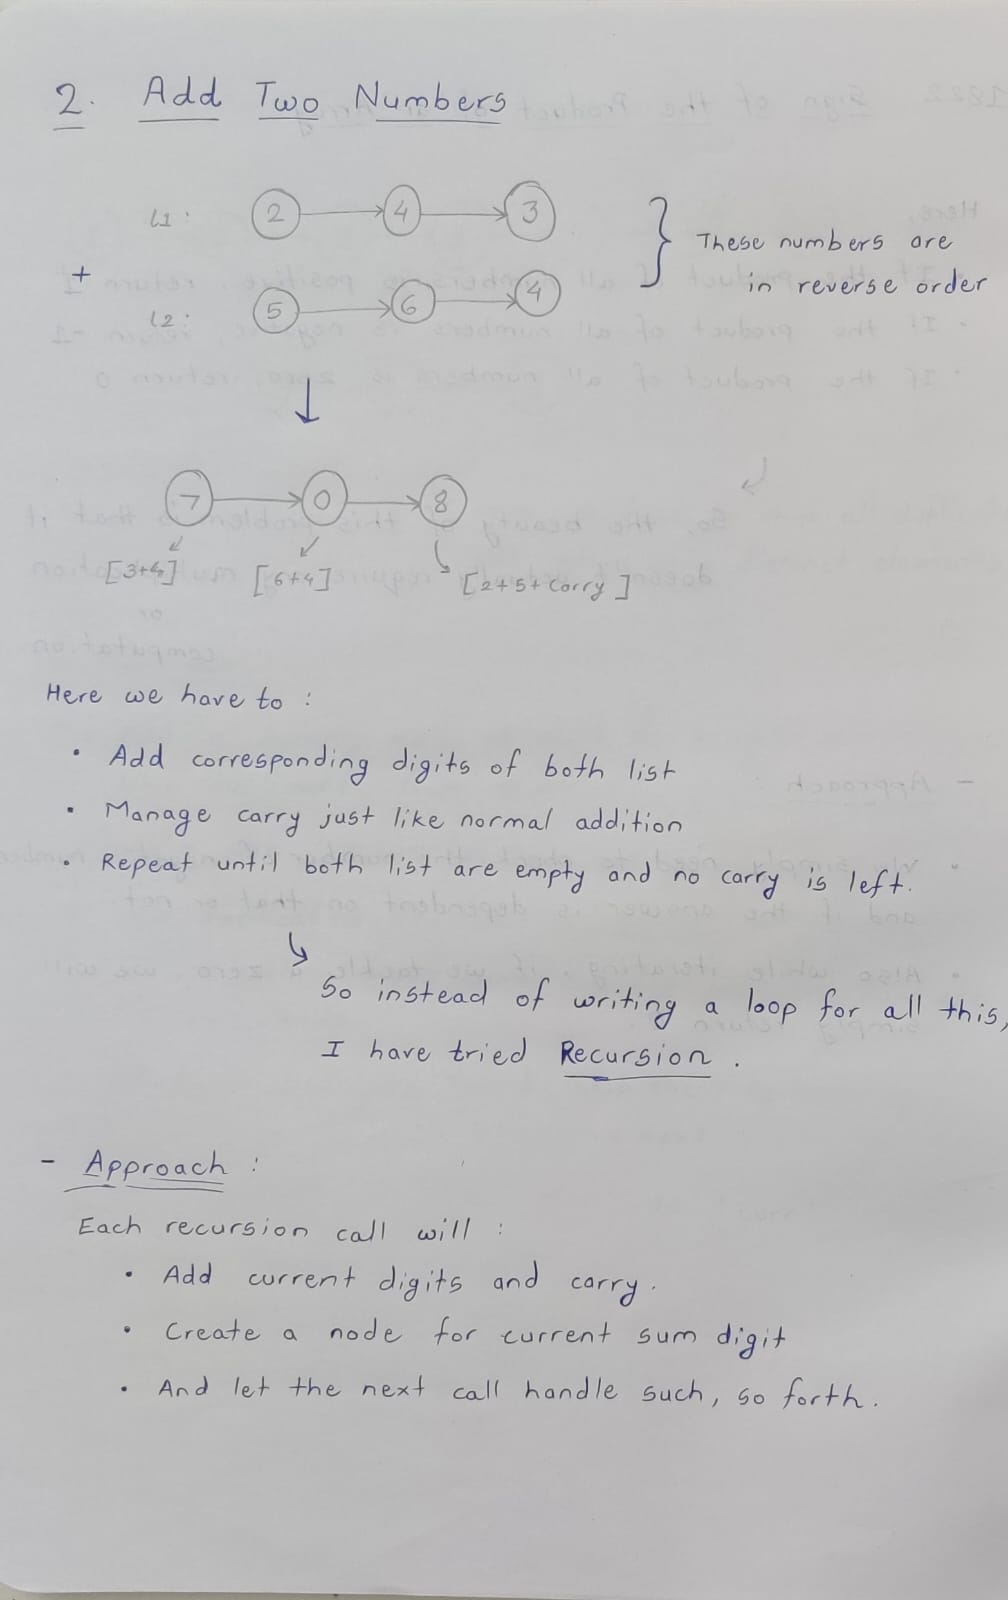 2. Add Two Numbers
l1: 2 4 3
These numbers are
+
in reverse order
l2: 5 6 4
7 0 8
[3+4] [6+4] [2+5+Carry]
Here we have to :
• Add corresponding digits of both list
• Manage carry just like normal addition
• Repeat until both list are empty and no carry is left.
So instead of writing a loop for all this,
I have tried Recursion.
- Approach :
Each recursion call will :
• Add current digits and carry.
• Create a node for current sum digit
• And let the next call handle such, so forth.